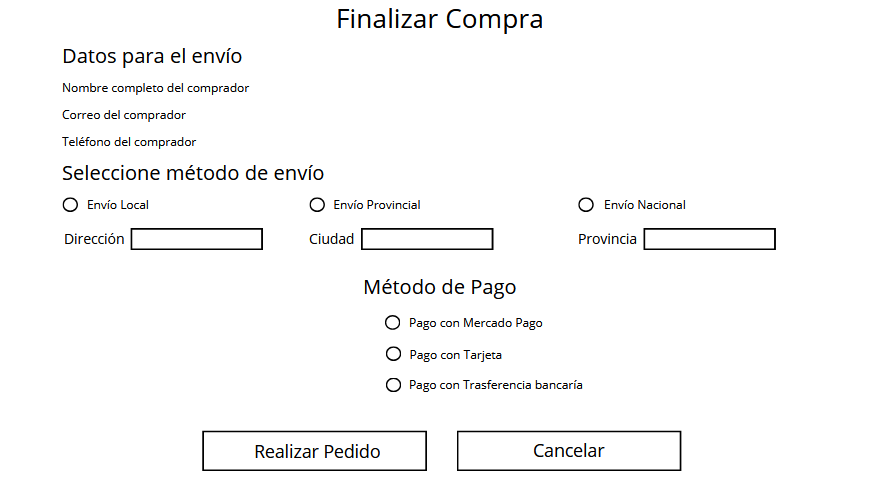 Finalizar Compra
Datos para el envío
Nombre completo del comprador
Correo del comprador
Teléfono del comprador
Seleccione método de envío
Envío Local Envío Provincial Envío Nacional
Dirección Ciudad Provincia
Método de Pago
Pago con Mercado Pago
Pago con Tarjeta
Pago con Trasferencia bancaría
Realizar Pedido Cancelar